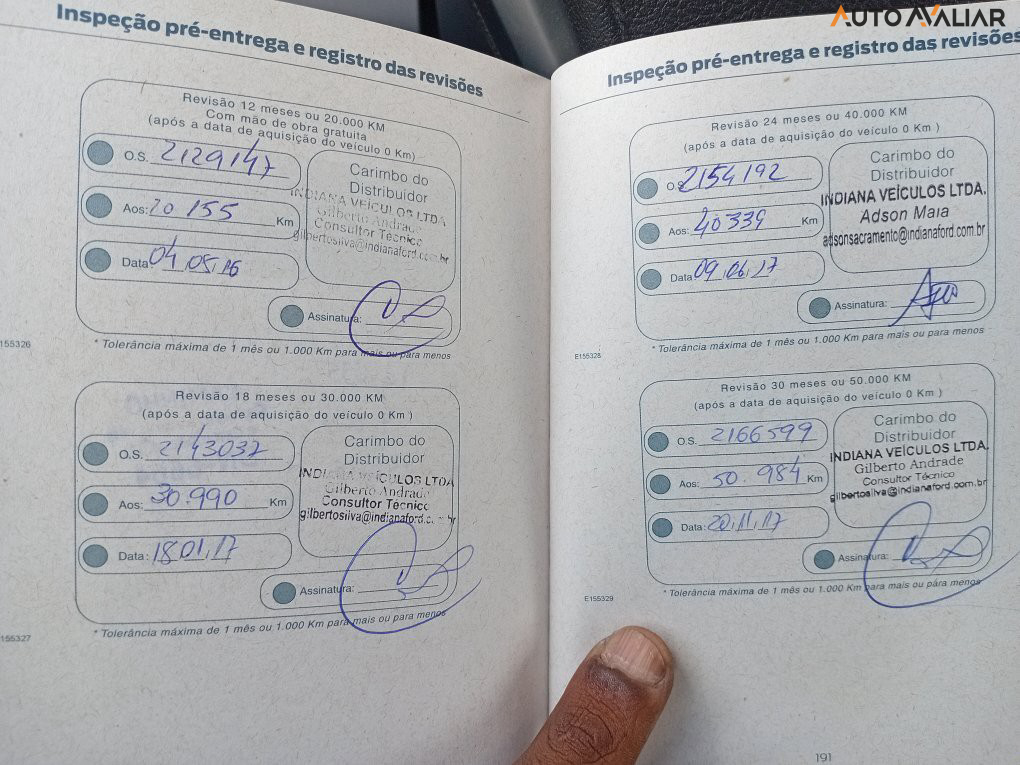 AUTO AVALIAR
Inspeção pré-entrega e registro das revisões
Revisão 12 meses ou 20.000 KM
Com mão de obra gratuita
(após a data de aquisição do veículo 0 Km)
O.S. 2129147
Aos: 20 155 Km
Data: 04,05,16
Carimbo do
Distribuidor
INDIANA VEÍCULOS LTDA.
Gilberto Andrade
Consultor Técnico
gilbertosilva@indianaford.com.br
Assinatura:
* Tolerância máxima de 1 mês ou 1.000 Km para mais ou para menos
155326
Revisão 18 meses ou 30.000 KM
(após a data de aquisição do veículo 0 Km )
O.S. 2143037
Aos: 30.990 Km
Data: 18,01,17
Carimbo do
Distribuidor
INDIANA VEÍCULOS LTDA
Gilberto Andrade
Consultor Técnico
gilbertosilva@indianaford.com.br
Assinatura:
* Tolerância máxima de 1 mês ou 1.000 Km para mais ou para menos
155327
Inspeção pré-entrega e registro das revisões
Revisão 24 meses ou 40.000 KM
(após a data de aquisição do veículo 0 Km )
O.S. 2154192
Aos: 40339 Km
Data: 09,06,17
Carimbo do
Distribuidor
INDIANA VEÍCULOS LTDA.
Adson Maia
adsonsacramento@indianaford.com.br
Assinatura:
* Tolerância máxima de 1 mês ou 1.000 Km para mais ou para menos
E155328
Revisão 30 meses ou 50.000 KM
(após a data de aquisição do veículo 0 Km )
O.S. 2166599
Aos: 50.984 Km
Data: 20,11,17
Carimbo do
Distribuidor
INDIANA VEÍCULOS LTDA.
Gilberto Andrade
Consultor Técnico
gilbertosilva@indianaford.com.br
Assinatura:
* Tolerância máxima de 1 mês ou 1.000 Km para mais ou para menos
E155329
191